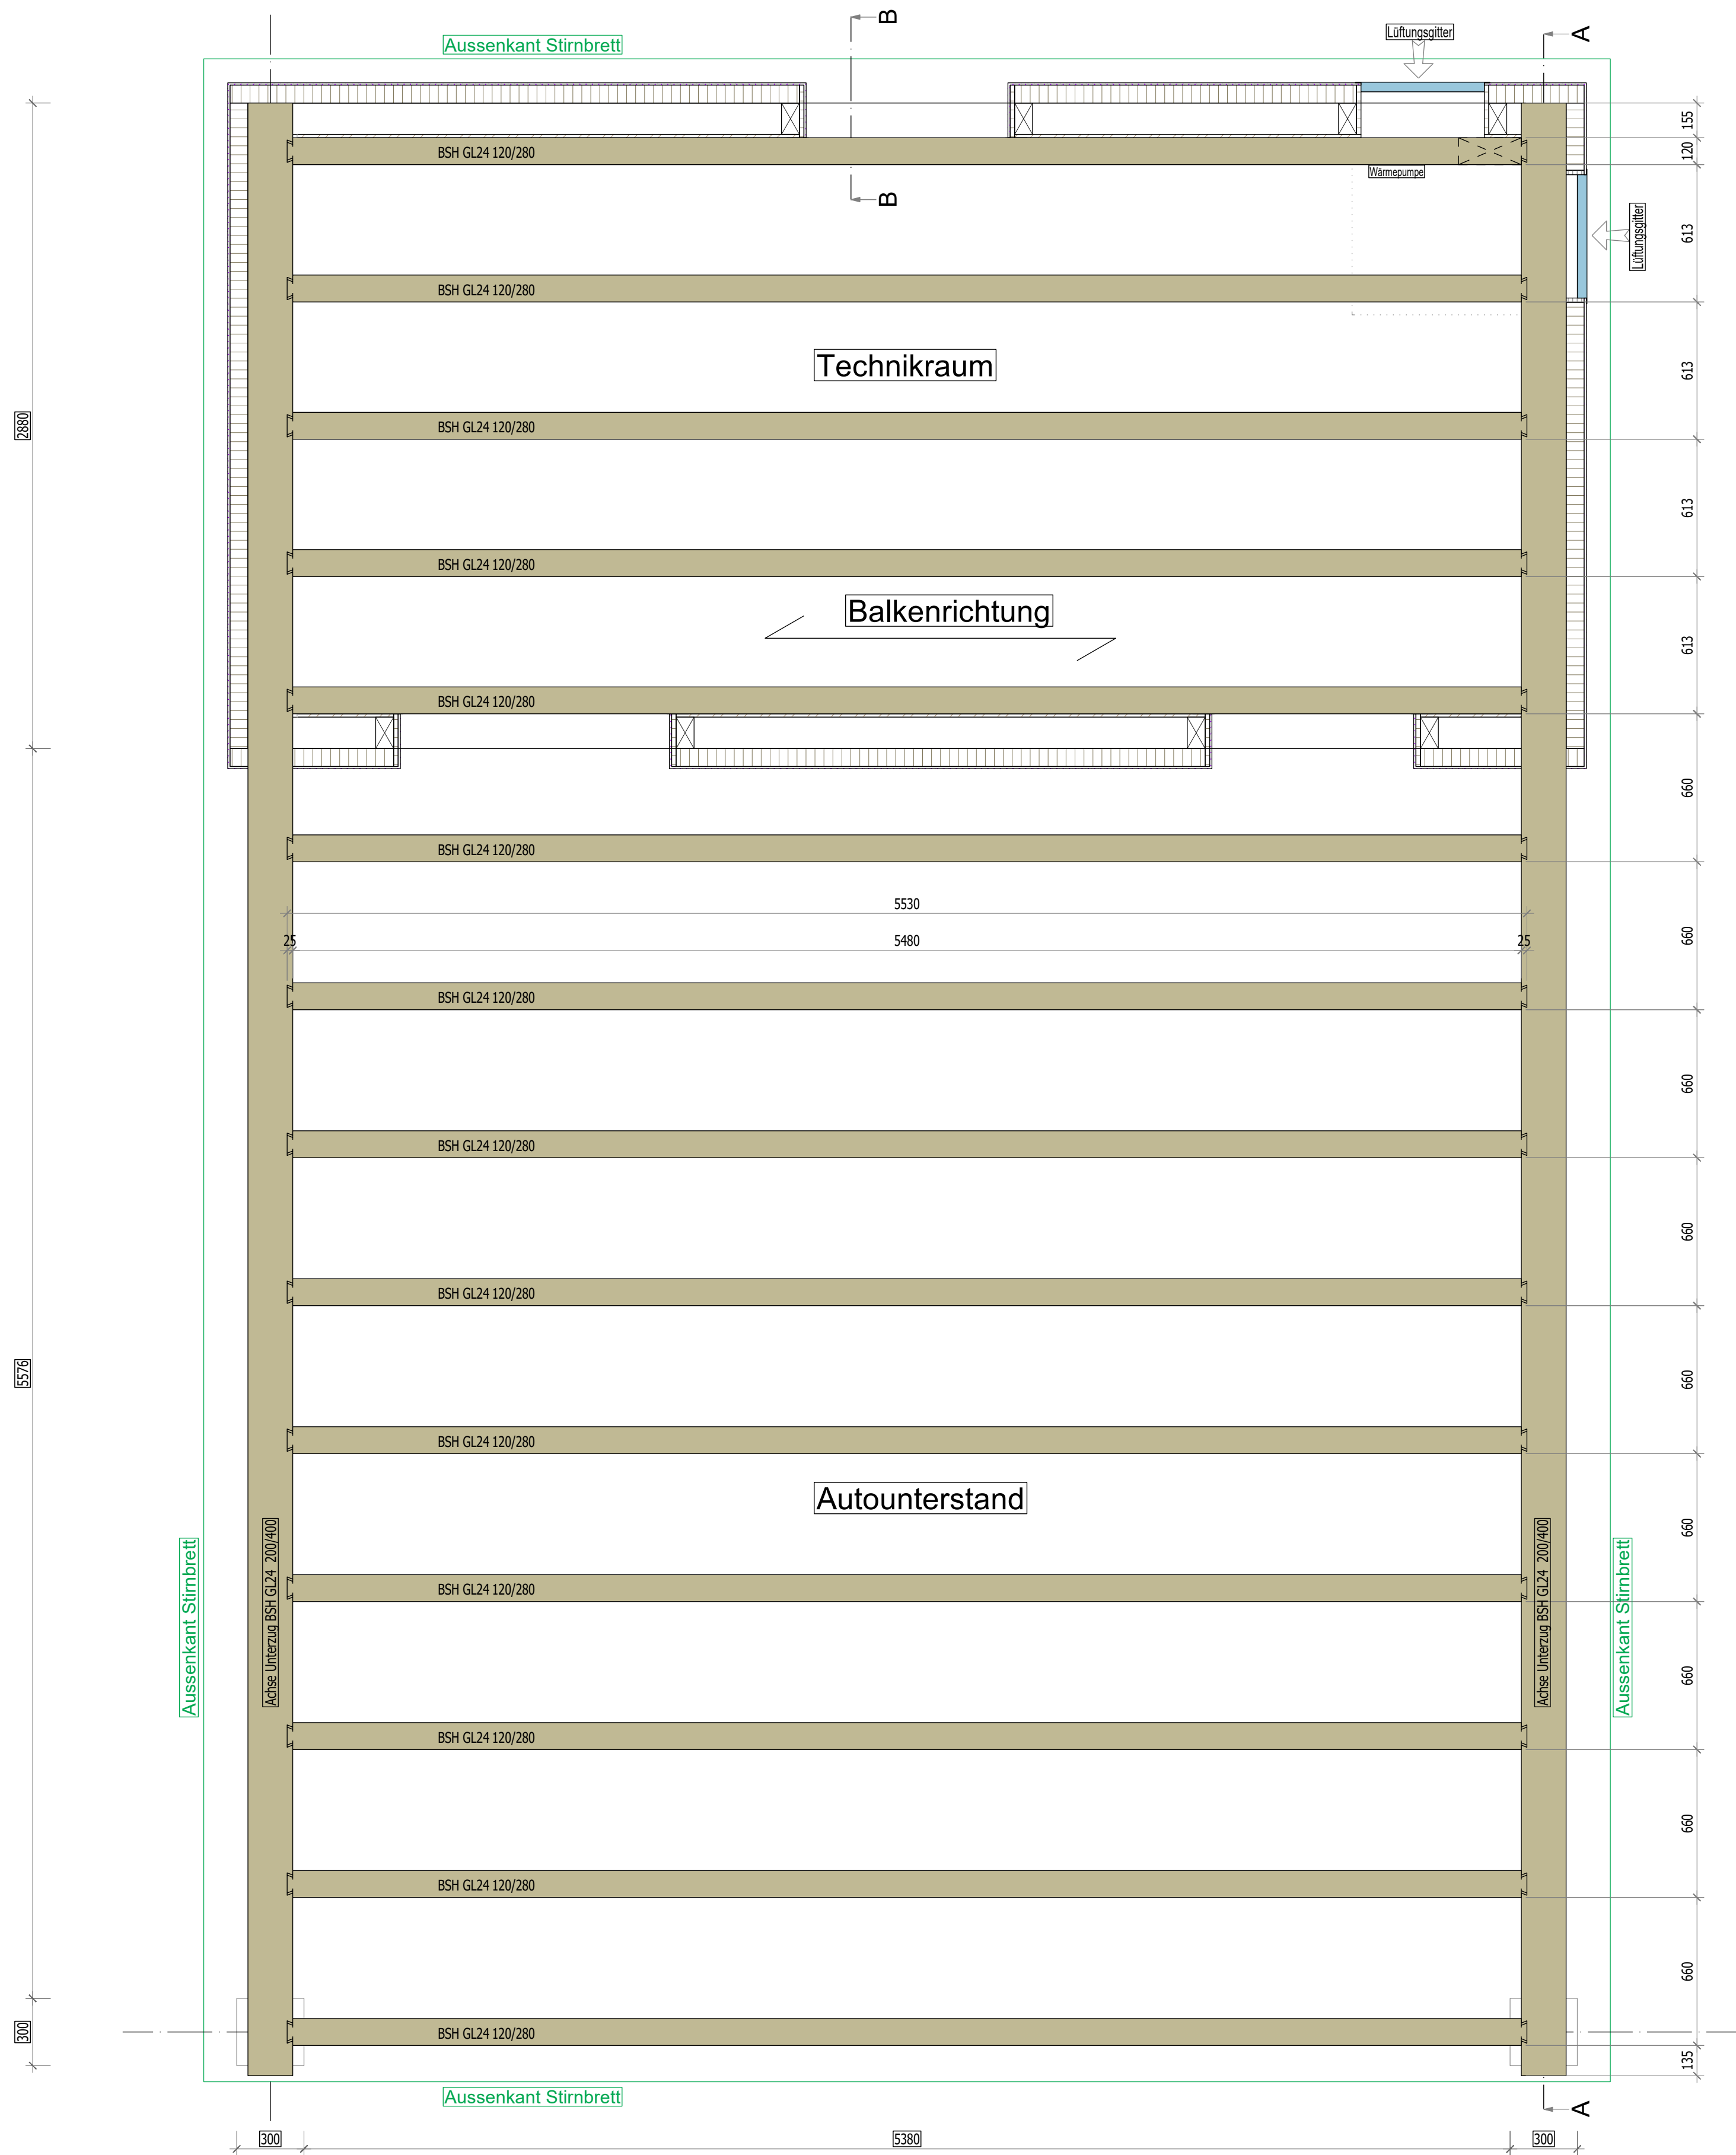 B
A
Lüftungsgitter
Aussenkant Stirnbrett
155
BSH GL24 120/280
120
Wärmepumpe
B
613
Lüftungsgitter
BSH GL24 120/280
Technikraum
613
2880
BSH GL24 120/280
613
BSH GL24 120/280
Balkenrichtung
613
BSH GL24 120/280
660
BSH GL24 120/280
5530
660
25
5480
25
BSH GL24 120/280
660
BSH GL24 120/280
660
BSH GL24 120/280
5576
660
BSH GL24 120/280
Autounterstand
660
BSH GL24 120/280
Aussenkant Stirnbrett
Achse Unterzug BSH GL24 200/400
Achse Unterzug BSH GL24 200/400
Aussenkant Stirnbrett
660
BSH GL24 120/280
660
BSH GL24 120/280
660
300
BSH GL24 120/280
135
Aussenkant Stirnbrett
A
300
5380
300